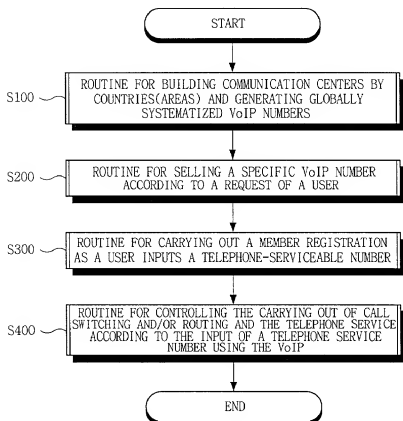 START
S100
ROUTINE FOR BUILDING COMMUNICATION CENTERS BY
COUNTRIES(AREAS) AND GENERATING GLOBALLY
SYSTEMATIZED VoIP NUMBERS
S200
ROUTINE FOR SELLING A SPECIFIC VoIP NUMBER
ACCORDING TO A REQUEST OF A USER
S300
ROUTINE FOR CARRYING OUT A MEMBER REGISTRATION
AS A USER INPUTS A TELEPHONE-SERVICEABLE NUMBER
S400
ROUTINE FOR CONTROLLING THE CARRYING OUT OF CALL
SWITCHING AND/OR ROUTING AND THE TELEPHONE SERVICE
ACCORDING TO THE INPUT OF A TELEPHONE SERVICE
NUMBER USING THE VoIP
END